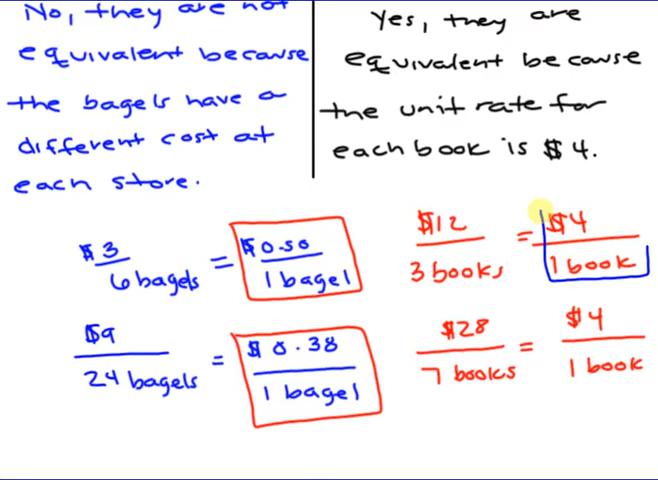 No, they are not
equivalent because
the bagels have a
different cost at
each store.
Yes, they are
equivalent because
the unit rate for
each book is $4.
$3
6 bagels
=
$0.50
1 bagel
$9
24 bagels
=
$0.38
1 bagel
$12
3 books
=
$4
1 book
$28
7 books
=
$4
1 book